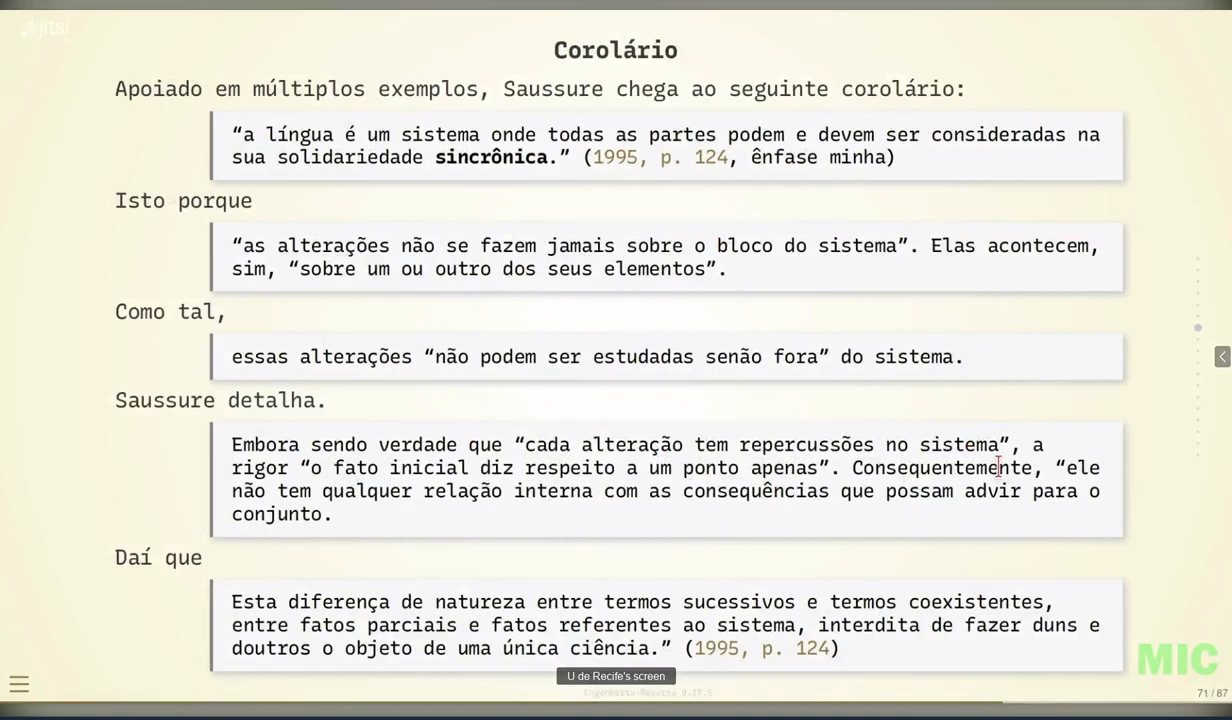 jitsi
Corolário
Apoiado em múltiplos exemplos, Saussure chega ao seguinte corolário:
“a língua é um sistema onde todas as partes podem e devem ser consideradas na
sua solidariedade sincrônica.” (1995, p. 124, ênfase minha)
Isto porque
“as alterações não se fazem jamais sobre o bloco do sistema”. Elas acontecem,
sim, “sobre um ou outro dos seus elementos”.
Como tal,
essas alterações “não podem ser estudadas senão fora” do sistema.
Saussure detalha.
Embora sendo verdade que “cada alteração tem repercussões no sistema”, a
rigor “o fato inicial diz respeito a um ponto apenas”. Consequentemente, “ele
não tem qualquer relação interna com as consequências que possam advir para o
conjunto.
Daí que
Esta diferença de natureza entre termos sucessivos e termos coexistentes,
entre fatos parciais e fatos referentes ao sistema, interdita de fazer duns e
doutros o objeto de uma única ciência.” (1995, p. 124)
MIC
U de Recife's screen
Engenharia Reversa 0.17.5
71 / 87